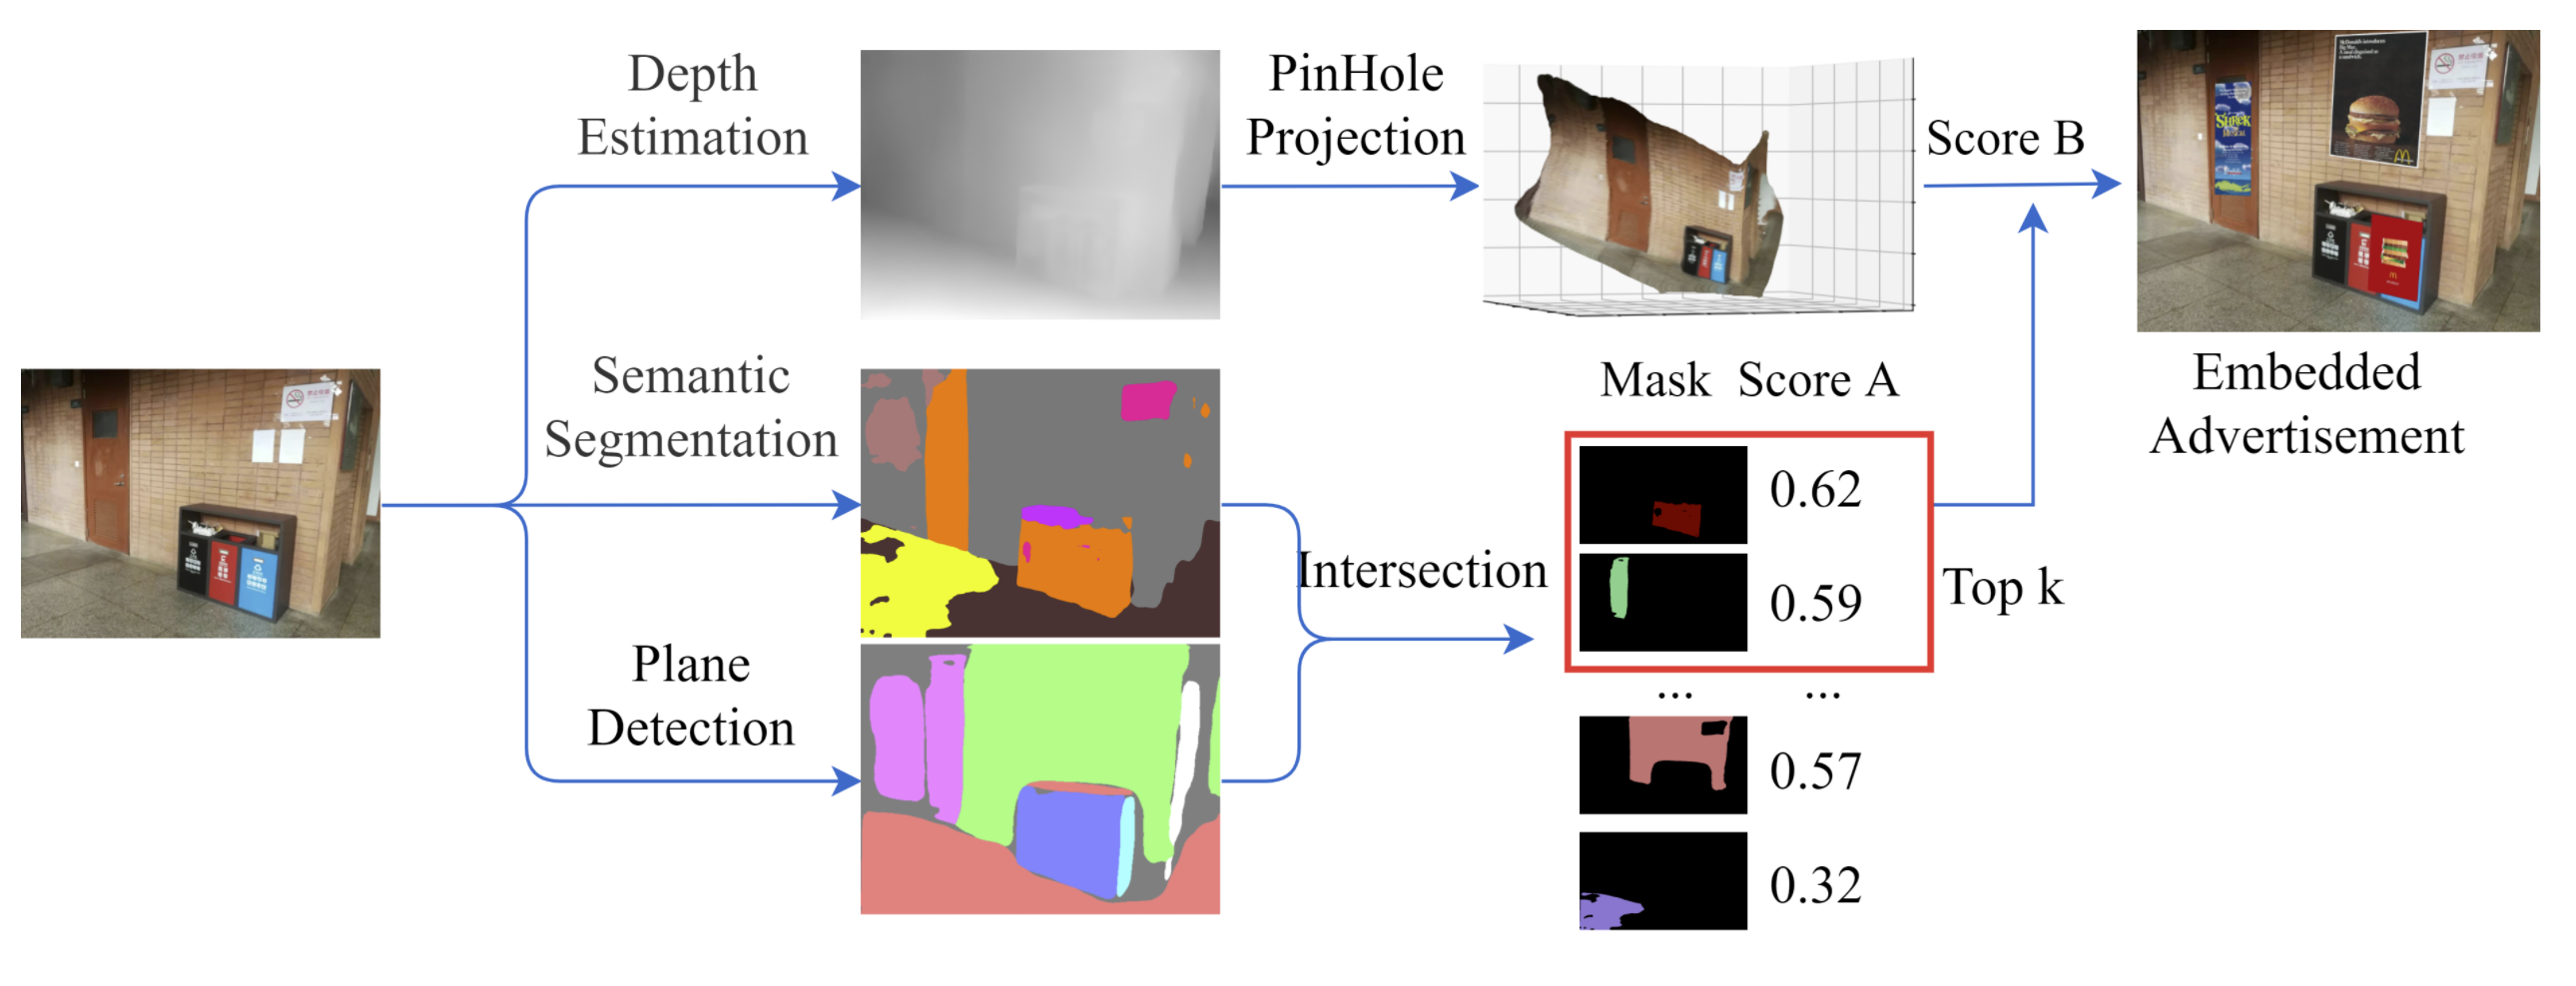 Depth
Estimation
PinHole
Projection
Score B
Semantic
Segmentation
Mask Score A
Embedded
Advertisement
0.62
0.59
Intersection
Top k
Plane
Detection
... ...
0.57
0.32
SHREK